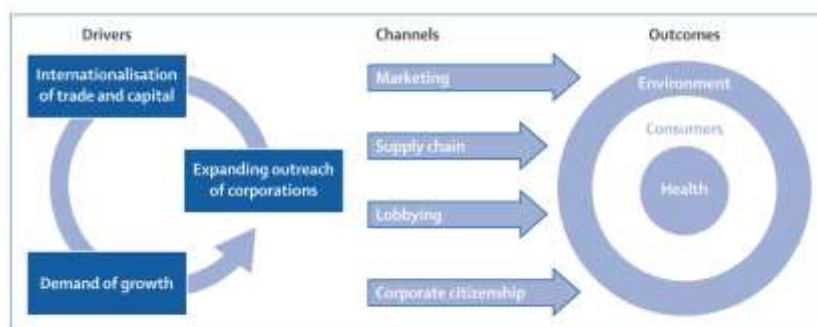 Drivers
Channels
Outcomes
Internationalisation
of trade and capital
Expanding outreach
of corporations
Demand of growth
Marketing
Supply chain
Lobbying
Corporate citizenship
Environment
Consumers
Health